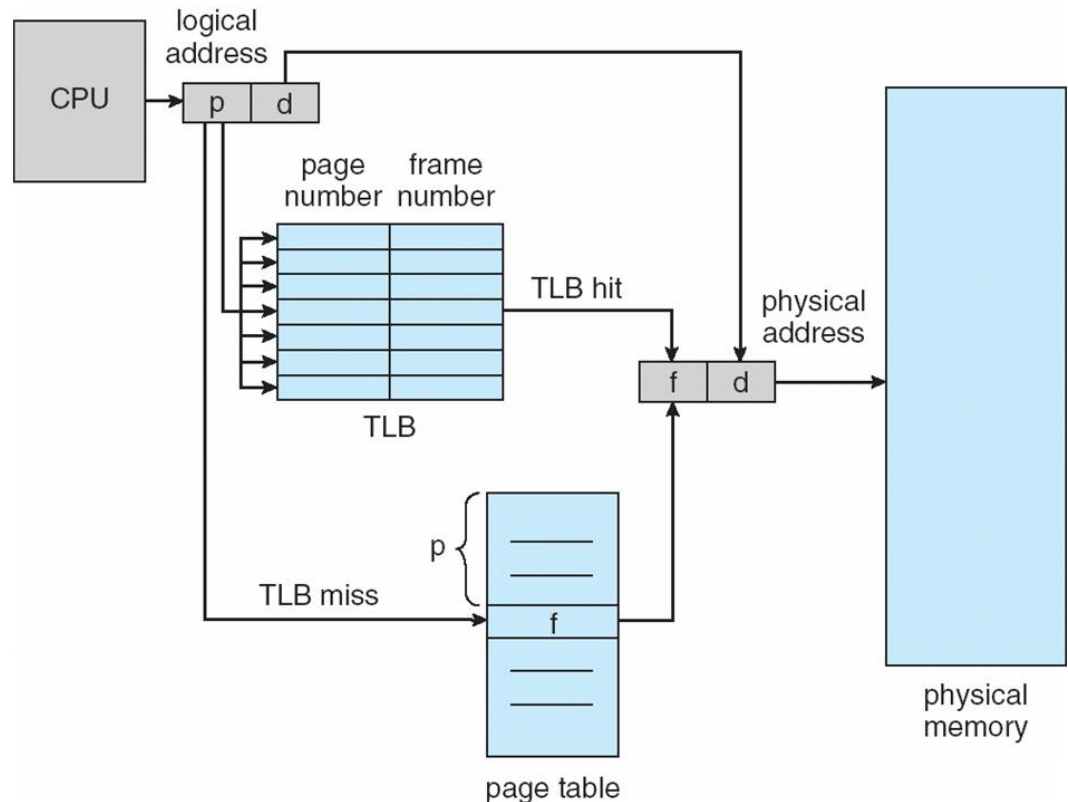 logical
address
CPU
p
d
page
number
frame
number
TLB hit
physical
address
f
d
TLB
p
TLB miss
f
physical
memory
page table